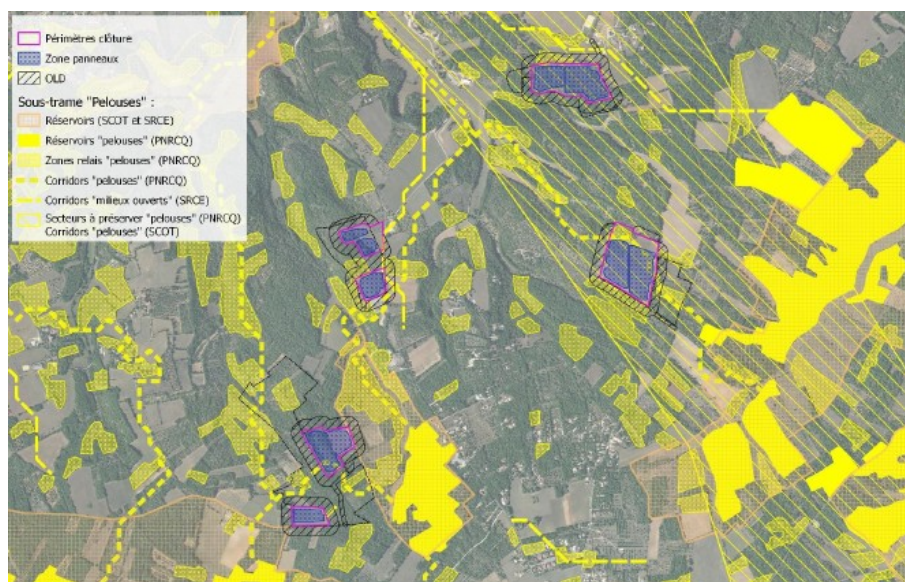 Périmètres clôture
Zone panneaux
OLD
Sous-trame "Pelouses" :
Réservoirs (SCOT et SRCE)
Réservoirs "pelouses" (PNRCQ)
Zones relais "pelouses" (PNRCQ)
Corridors "pelouses" (PNRCQ)
Corridors "milieux ouverts" (SRCE)
Secteurs à préserver "pelouses" (PNRCQ)
Corridors "pelouses" (SCOT)